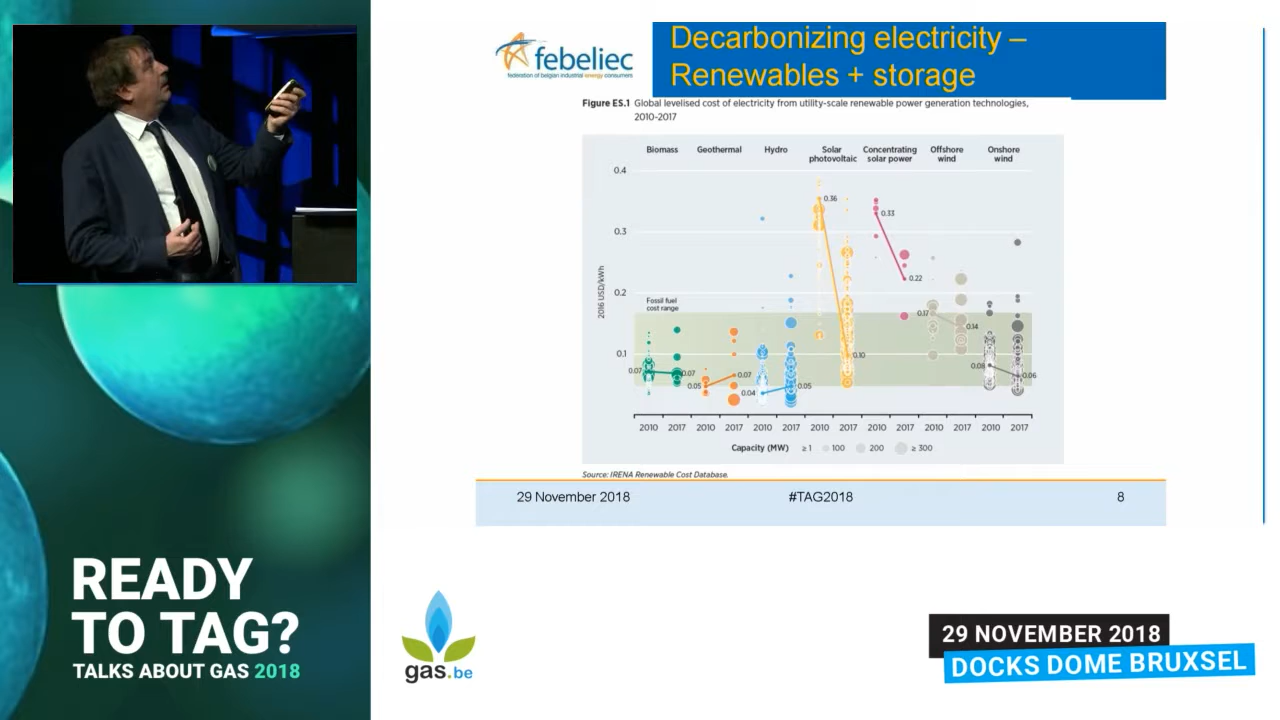 febeliec
federation of belgian industrial energy consumers
Decarbonizing electricity –
Renewables + storage
Figure ES.1 Global levelised cost of electricity from utility-scale renewable power generation technologies,
2010-2017
Biomass Geothermal Hydro Solar photovoltaic Concentrating solar power Offshore wind Onshore wind
0.4
0.3
0.2
0.1
2016 USD/kWh
Fossil fuel
cost range
0.07 0.07 0.05 0.07 0.04 0.05 0.36 0.10 0.33 0.22 0.17 0.14 0.08 0.06
2010 2017 2010 2017 2010 2017 2010 2017 2010 2017 2010 2017 2010 2017
Capacity (MW) ≥1 100 200 ≥ 300
Source: IRENA Renewable Cost Database.
29 November 2018 #TAG2018 8
READY
TO TAG?
TALKS ABOUT GAS 2018
gas.be
29 NOVEMBER 2018
DOCKS DOME BRUXSEL